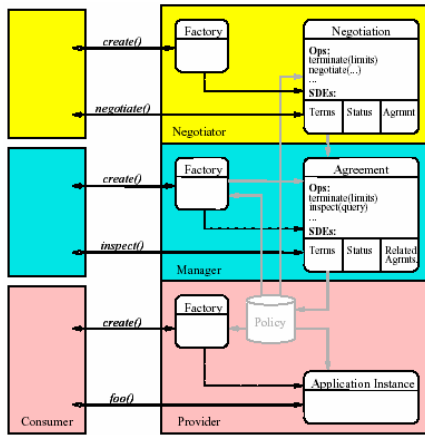 create()
Factory
Negotiation
Ops:
terminate(limits)
negotiate(...)
...
SDEs:
negotiate()
Terms
Status
Agrmnt
Negotiator
create()
Factory
Agreement
Ops:
terminate(limits)
inspect(query)
...
SDEs:
inspect()
Terms
Status
Related
Agrmts.
Manager
create()
Factory
Policy
Application Instance
foo()
Consumer
Provider